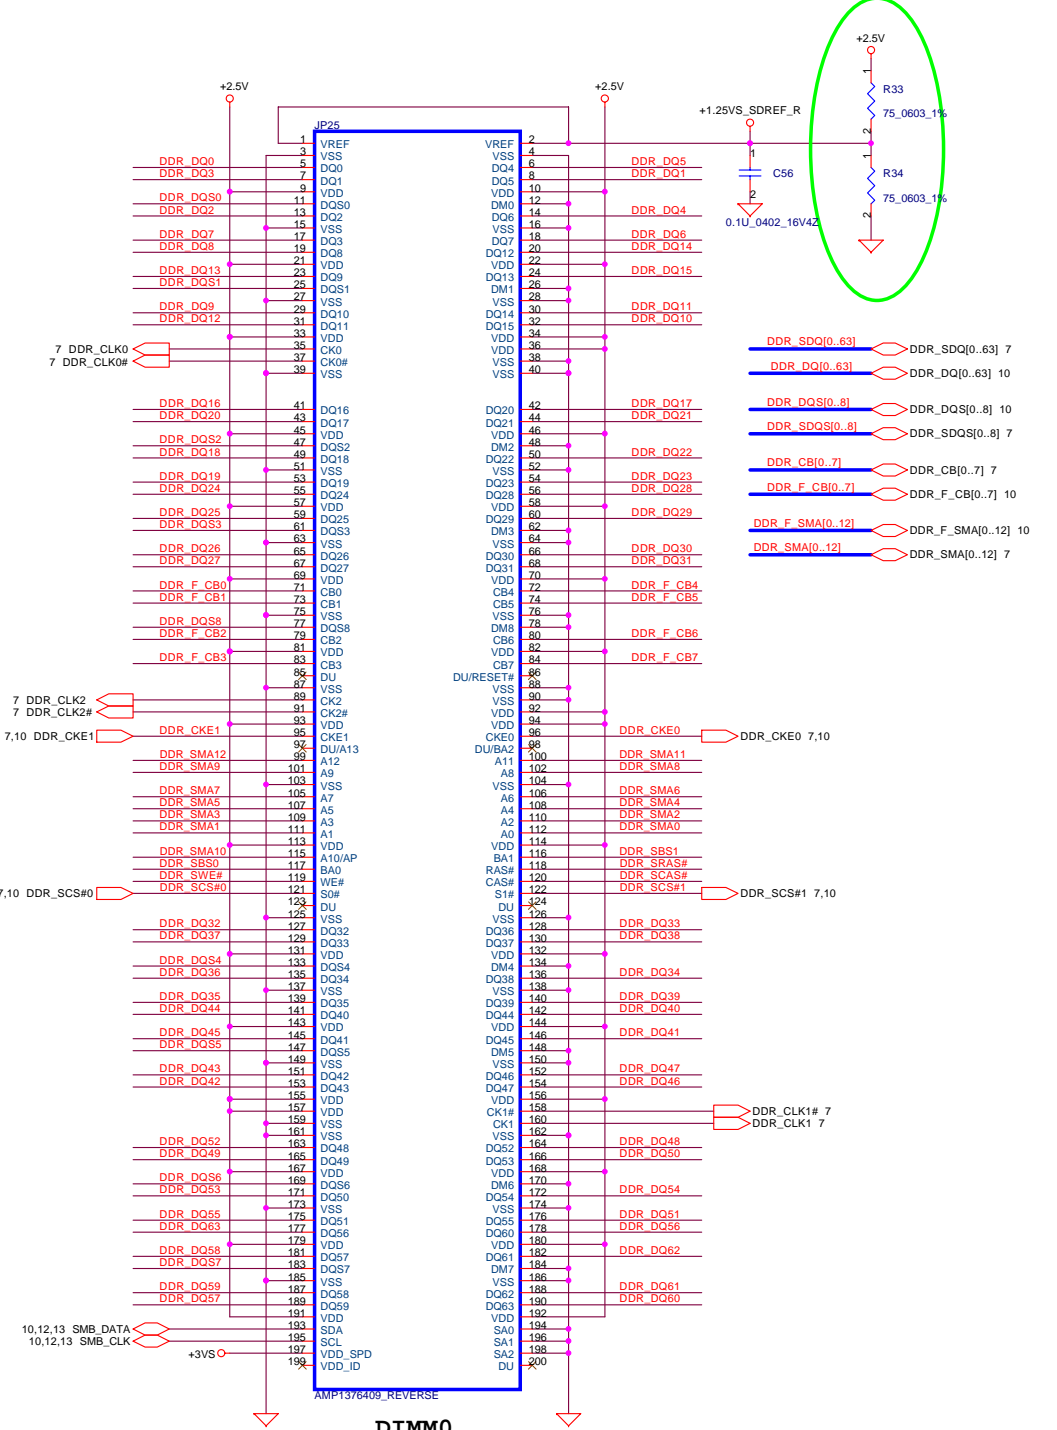 +2.5V
+2.5V
+2.5V
+1.25VS_SDREF_R
R33
75_0603_1%
1
2
R34
75_0603_1%
1
2
C56
1
2
0.1U_0402_16V4Z
JP25
1 VREF VREF 2
3 VSS VSS 4
DDR_DQ0 5 DQ0 DQ4 6 DDR_DQ5
DDR_DQ3 7 DQ1 DQ5 8 DDR_DQ1
9 VDD VDD 10
DDR_DQS0 11 DQS0 DM0 12
DDR_DQ2 13 DQ2 DQ6 14 DDR_DQ4
15 VSS VSS 16
DDR_DQ7 17 DQ3 DQ7 18 DDR_DQ6
DDR_DQ8 19 DQ8 DQ12 20 DDR_DQ14
21 VDD VDD 22
DDR_DQ13 23 DQ9 DQ13 24 DDR_DQ15
DDR_DQS1 25 DQS1 DM1 26
27 VSS VSS 28
DDR_DQ9 29 DQ10 DQ14 30 DDR_DQ11
DDR_DQ12 31 DQ11 DQ15 32 DDR_DQ10
33 VDD VDD 34
7 DDR_CLK0 35 CK0 VDD 36
7 DDR_CLK0# 37 CK0# VSS 38
39 VSS VSS 40
DDR_DQ16 41 DQ16 DQ20 42 DDR_DQ17
DDR_DQ20 43 DQ17 DQ21 44 DDR_DQ21
45 VDD VDD 46
DDR_DQS2 47 DQS2 DM2 48
DDR_DQ18 49 DQ18 DQ22 50 DDR_DQ22
51 VSS VSS 52
DDR_DQ19 53 DQ19 DQ23 54 DDR_DQ23
DDR_DQ24 55 DQ24 DQ28 56 DDR_DQ28
57 VDD VDD 58
DDR_DQ25 59 DQ25 DQ29 60 DDR_DQ29
DDR_DQS3 61 DQS3 DM3 62
63 VSS VSS 64
DDR_DQ26 65 DQ26 DQ30 66 DDR_DQ30
DDR_DQ27 67 DQ27 DQ31 68 DDR_DQ31
69 VDD VDD 70
DDR_F_CB0 71 CB0 CB4 72 DDR_F_CB4
DDR_F_CB1 73 CB1 CB5 74 DDR_F_CB5
75 VSS VSS 76
DDR_DQS8 77 DQS8 DM8 78
DDR_F_CB2 79 CB2 CB6 80 DDR_F_CB6
81 VDD VDD 82
DDR_F_CB3 83 CB3 CB7 84 DDR_F_CB7
85 DU DU/RESET# 86
87 VSS VSS 88
7 DDR_CLK2 89 CK2 VSS 90
7 DDR_CLK2# 91 CK2# VDD 92
93 VDD VDD 94
7,10 DDR_CKE1 DDR_CKE1 95 CKE1 CKE0 96 DDR_CKE0 DDR_CKE0 7,10
97 DU/A13 DU/BA2 98
DDR_SMA12 99 A12 A11 100 DDR_SMA11
DDR_SMA9 101 A9 A8 102 DDR_SMA8
103 VSS VSS 104
DDR_SMA7 105 A7 A6 106 DDR_SMA6
DDR_SMA5 107 A5 A4 108 DDR_SMA4
DDR_SMA3 109 A3 A2 110 DDR_SMA2
DDR_SMA1 111 A1 A0 112 DDR_SMA0
113 VDD VDD 114
DDR_SMA10 115 A10/AP BA1 116 DDR_SBS1
DDR_SBS0 117 BA0 RAS# 118 DDR_SRAS#
DDR_SWE# 119 WE# CAS# 120 DDR_SCAS#
7,10 DDR_SCS#0 DDR_SCS#0 121 S0# S1# 122 DDR_SCS#1 DDR_SCS#1 7,10
123 DU DU 124
125 VSS VSS 126
DDR_DQ32 127 DQ32 DQ36 128 DDR_DQ33
DDR_DQ37 129 DQ33 DQ37 130 DDR_DQ38
131 VDD VDD 132
DDR_DQS4 133 DQS4 DM4 134
DDR_DQ36 135 DQ34 DQ38 136 DDR_DQ34
137 VSS VSS 138
DDR_DQ35 139 DQ35 DQ39 140 DDR_DQ39
DDR_DQ44 141 DQ40 DQ44 142 DDR_DQ40
143 VDD VDD 144
DDR_DQ45 145 DQ41 DQ45 146 DDR_DQ41
DDR_DQS5 147 DQS5 DM5 148
149 VSS VSS 150
DDR_DQ43 151 DQ42 DQ46 152 DDR_DQ47
DDR_DQ42 153 DQ43 DQ47 154 DDR_DQ46
155 VDD VDD 156
157 VDD CK1# 158 DDR_CLK1# 7
159 VSS CK1 160 DDR_CLK1 7
161 VSS VSS 162
DDR_DQ52 163 DQ48 DQ52 164 DDR_DQ48
DDR_DQ49 165 DQ49 DQ53 166 DDR_DQ50
167 VDD VDD 168
DDR_DQS6 169 DQS6 DM6 170
DDR_DQ53 171 DQ50 DQ54 172 DDR_DQ54
173 VSS VSS 174
DDR_DQ55 175 DQ51 DQ55 176 DDR_DQ51
DDR_DQ63 177 DQ56 DQ60 178 DDR_DQ56
179 VDD VDD 180
DDR_DQ58 181 DQ57 DQ61 182 DDR_DQ62
DDR_DQS7 183 DQS7 DM7 184
185 VSS VSS 186
DDR_DQ59 187 DQ58 DQ62 188 DDR_DQ61
DDR_DQ57 189 DQ59 DQ63 190 DDR_DQ60
191 VDD VDD 192
10,12,13 SMB_DATA 193 SDA SA0 194
10,12,13 SMB_CLK 195 SCL SA1 196
+3VS 197 VDD_SPD SA2 198
199 VDD_ID DU 200
AMP1376409_REVERSE
DIMM0
DDR_SDQ[0..63] DDR_SDQ[0..63] 7
DDR_DQ[0..63] DDR_DQ[0..63] 10
DDR_DQS[0..8] DDR_DQS[0..8] 10
DDR_SDQS[0..8] DDR_SDQS[0..8] 7
DDR_CB[0..7] DDR_CB[0..7] 7
DDR_F_CB[0..7] DDR_F_CB[0..7] 10
DDR_F_SMA[0..12] DDR_F_SMA[0..12] 10
DDR_SMA[0..12] DDR_SMA[0..12] 7